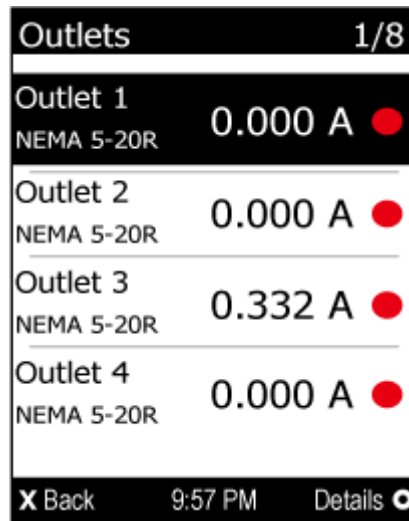 Outlets 1/8
Outlet 1
NEMA 5-20R
0.000 A
Outlet 2
NEMA 5-20R
0.000 A
Outlet 3
NEMA 5-20R
0.332 A
Outlet 4
NEMA 5-20R
0.000 A
X Back 9:57 PM Details O